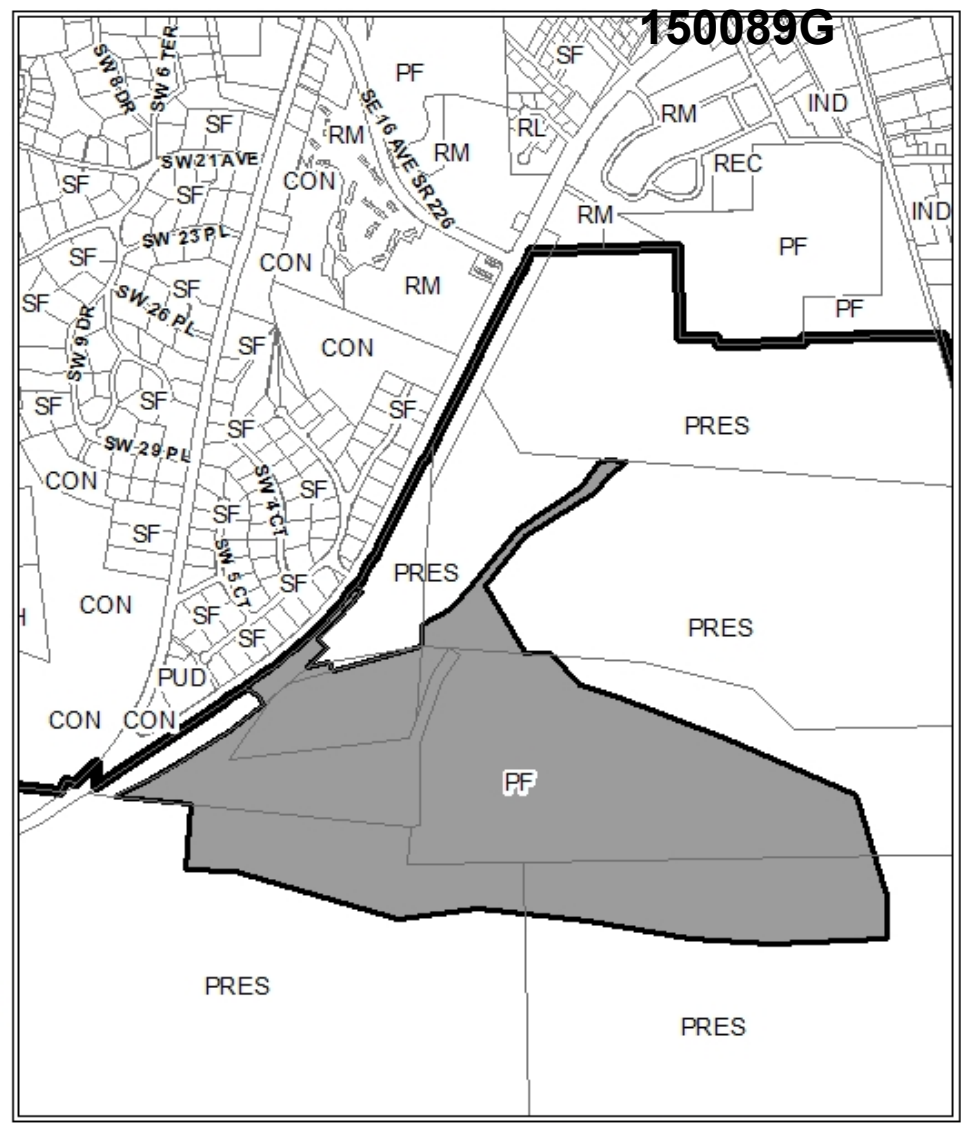 150089G
SF
PF
SW 8 DR
SW 6 TER
IND
SE 16 AVE SR 226
RM
RL
RM
SF
RM
SW 21 AVE
REC
CON
SF
SF
IND
RM
SW 23 PL
PF
SF
CON
RM
SF
SW 26 PL
SF
PF
SW 9 DR
SF
CON
SF
SF
SF
PRES
SF
SW 29 PL
CON
SW 4 CT
SF
SF
SF
SW 5 CT
PRES
SF
CON
SF
PRES
SF
PUD
CON
CON
PF
PRES
PRES